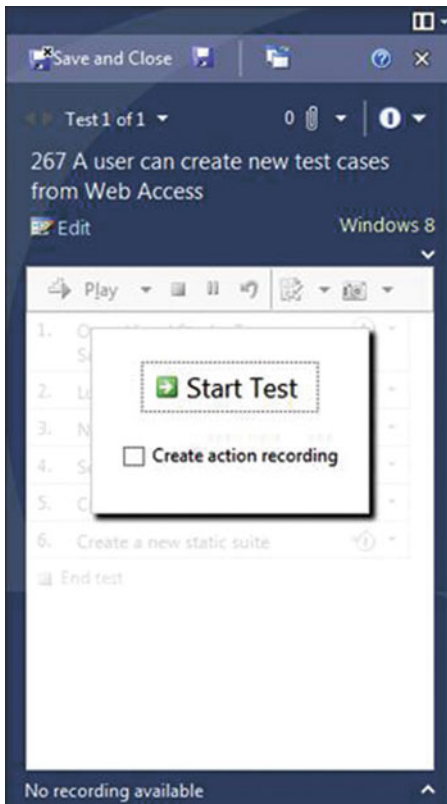 Save and Close
Test 1 of 1
0
267 A user can create new test cases
from Web Access
Edit
Windows 8
Play
1.
2.
3.
4.
5.
6. Create a new static suite
End test
Start Test
Create action recording
No recording available